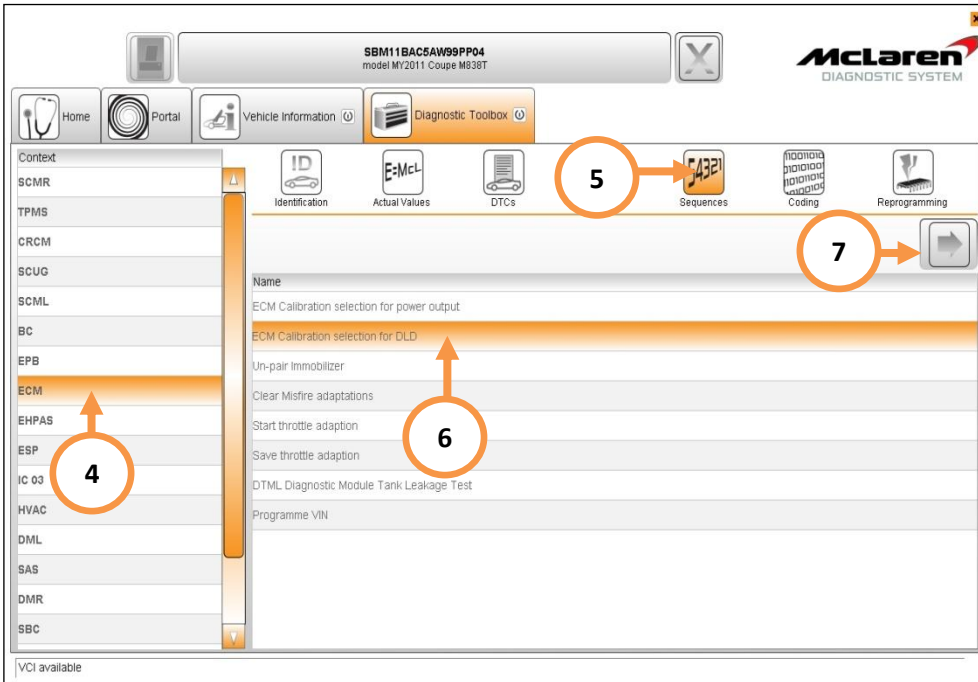 SBM11BAC5AW99PP04
model MY2011 Coupe M838T
McLaren
DIAGNOSTIC SYSTEM
Home
Portal
Vehicle Information
Diagnostic Toolbox
Context
SCMR
TPMS
CRCM
SCUG
SCML
BC
EPB
ECM
EHPAS
ESP
IC 03
HVAC
DML
SAS
DMR
SBC
4
ID
Identification
E=McL
Actual Values
DTCs
5
54321
Sequences
Coding
Reprogramming
7
Name
ECM Calibration selection for power output
ECM Calibration selection for DLD
Un-pair Immobilizer
Clear Misfire adaptations
Start throttle adaption
Save throttle adaption
DTML Diagnostic Module Tank Leakage Test
Programme VIN
6
VCI available